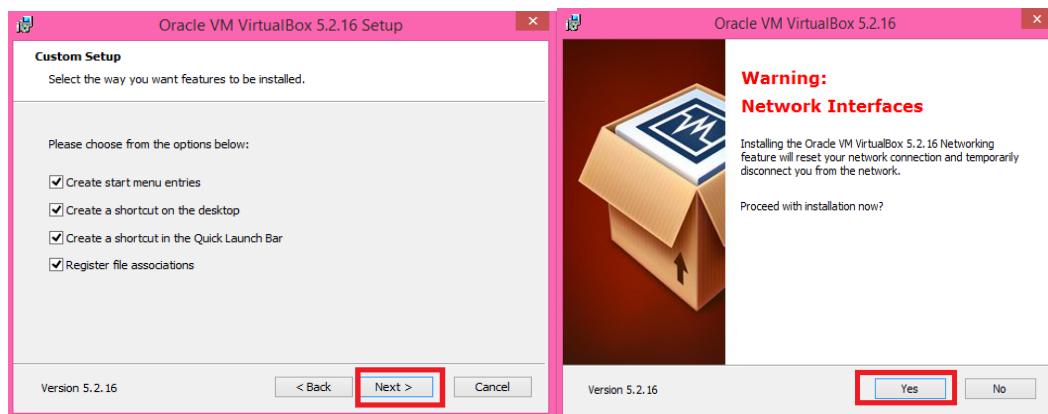 Oracle VM VirtualBox 5.2.16 Setup
Custom Setup
Select the way you want features to be installed.
Please choose from the options below:
Create start menu entries
Create a shortcut on the desktop
Create a shortcut in the Quick Launch Bar
Register file associations
Version 5.2.16
< Back
Next >
Cancel
Oracle VM VirtualBox 5.2.16
Warning:
Network Interfaces
Installing the Oracle VM VirtualBox 5.2.16 Networking
feature will reset your network connection and temporarily
disconnect you from the network.
Proceed with installation now?
Version 5.2.16
Yes
No